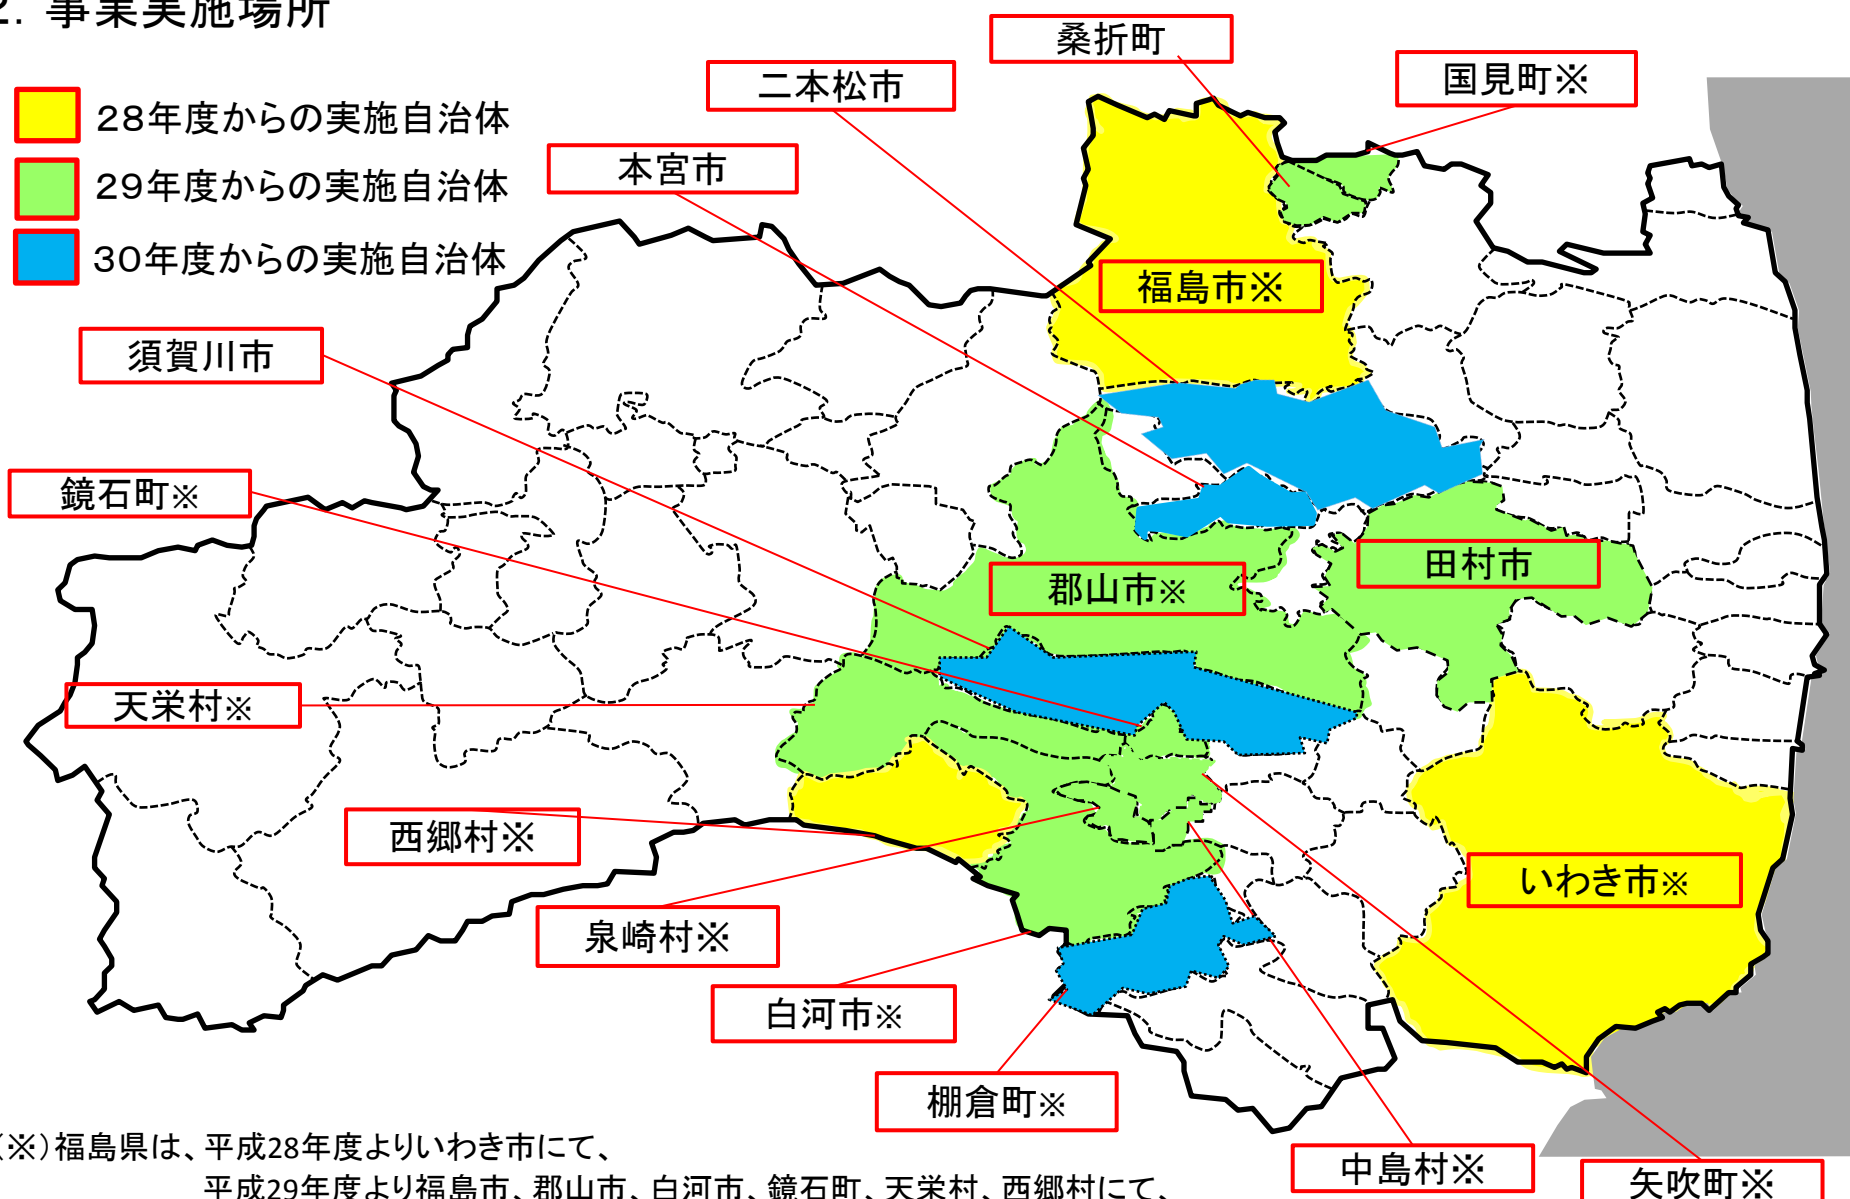 2. 事業実施場所
28年度からの実施自治体
29年度からの実施自治体
30年度からの実施自治体
桑折町
国見町※
二本松市
本宮市
福島市※
須賀川市
鏡石町※
郡山市※
田村市
天栄村※
西郷村※
いわき市※
泉崎村※
白河市※
棚倉町※
中島村※
矢吹町※
(※)福島県は、平成28年度よりいわき市にて、
平成29年度より福島市、郡山市、白河市、鏡石町、天栄村、西郷村にて、